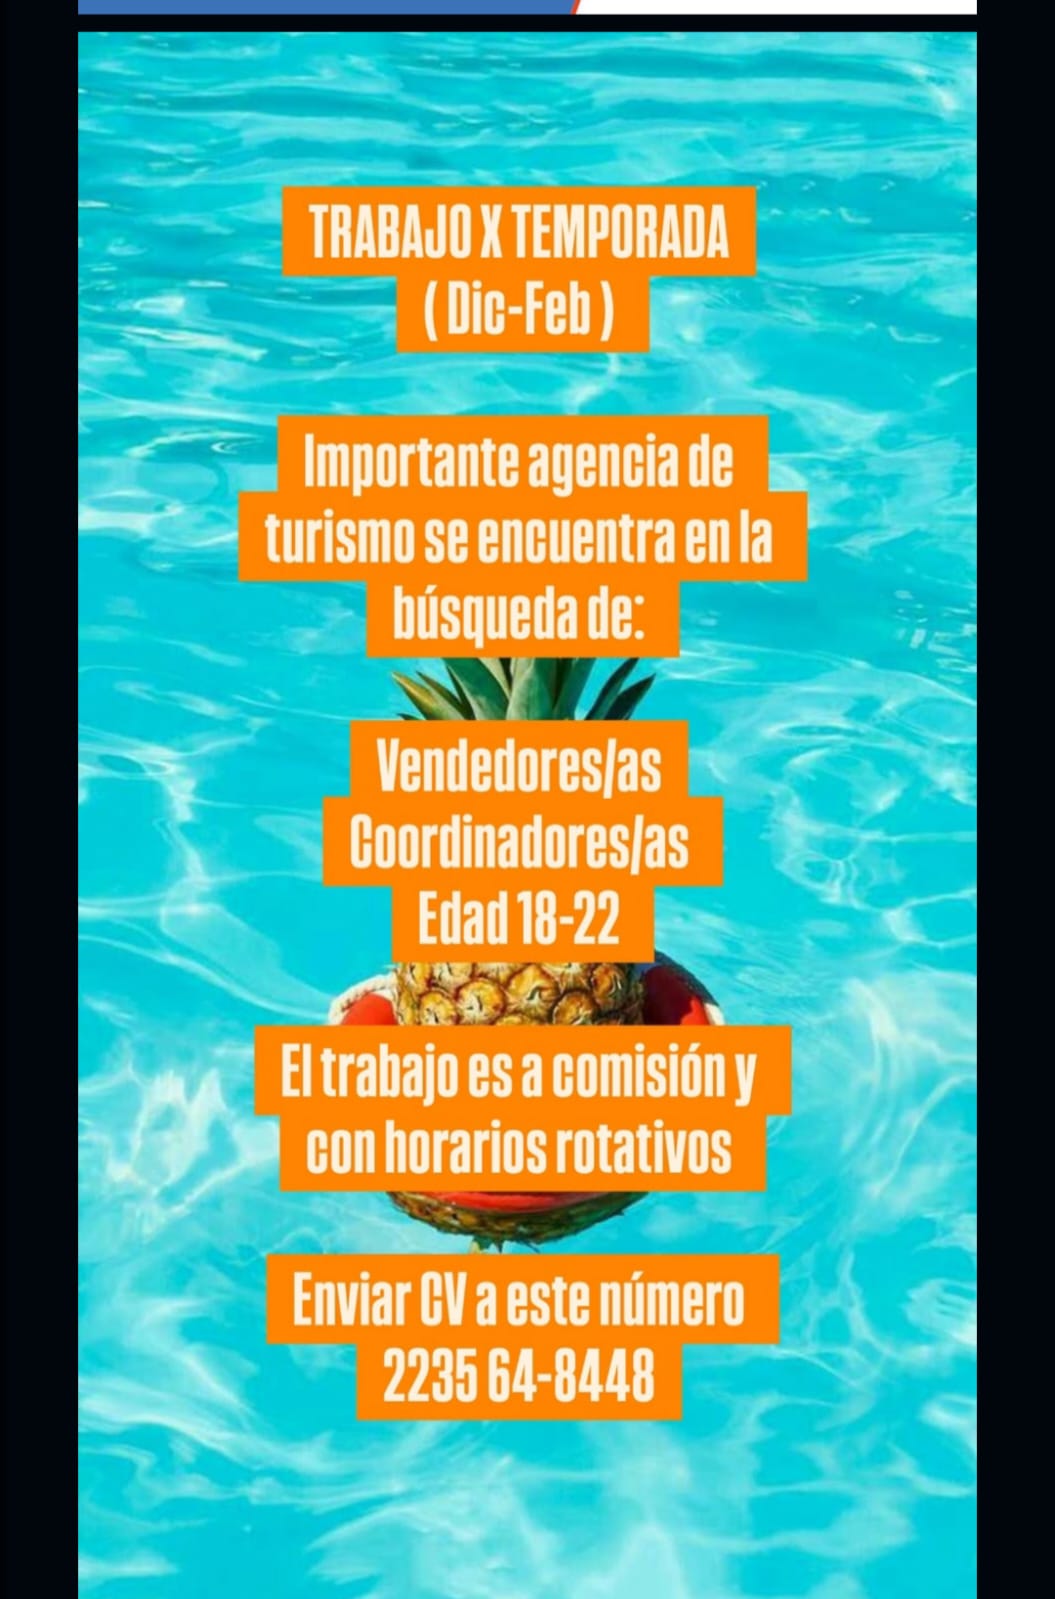 TRABAJO X TEMPORADA
( Dic-Feb )
Importante agencia de
turismo se encuentra en la
búsqueda de:
Vendedores/as
Coordinadores/as
Edad 18-22
El trabajo es a comisión y
con horarios rotativos
Enviar CV a este número
2235 64-8448